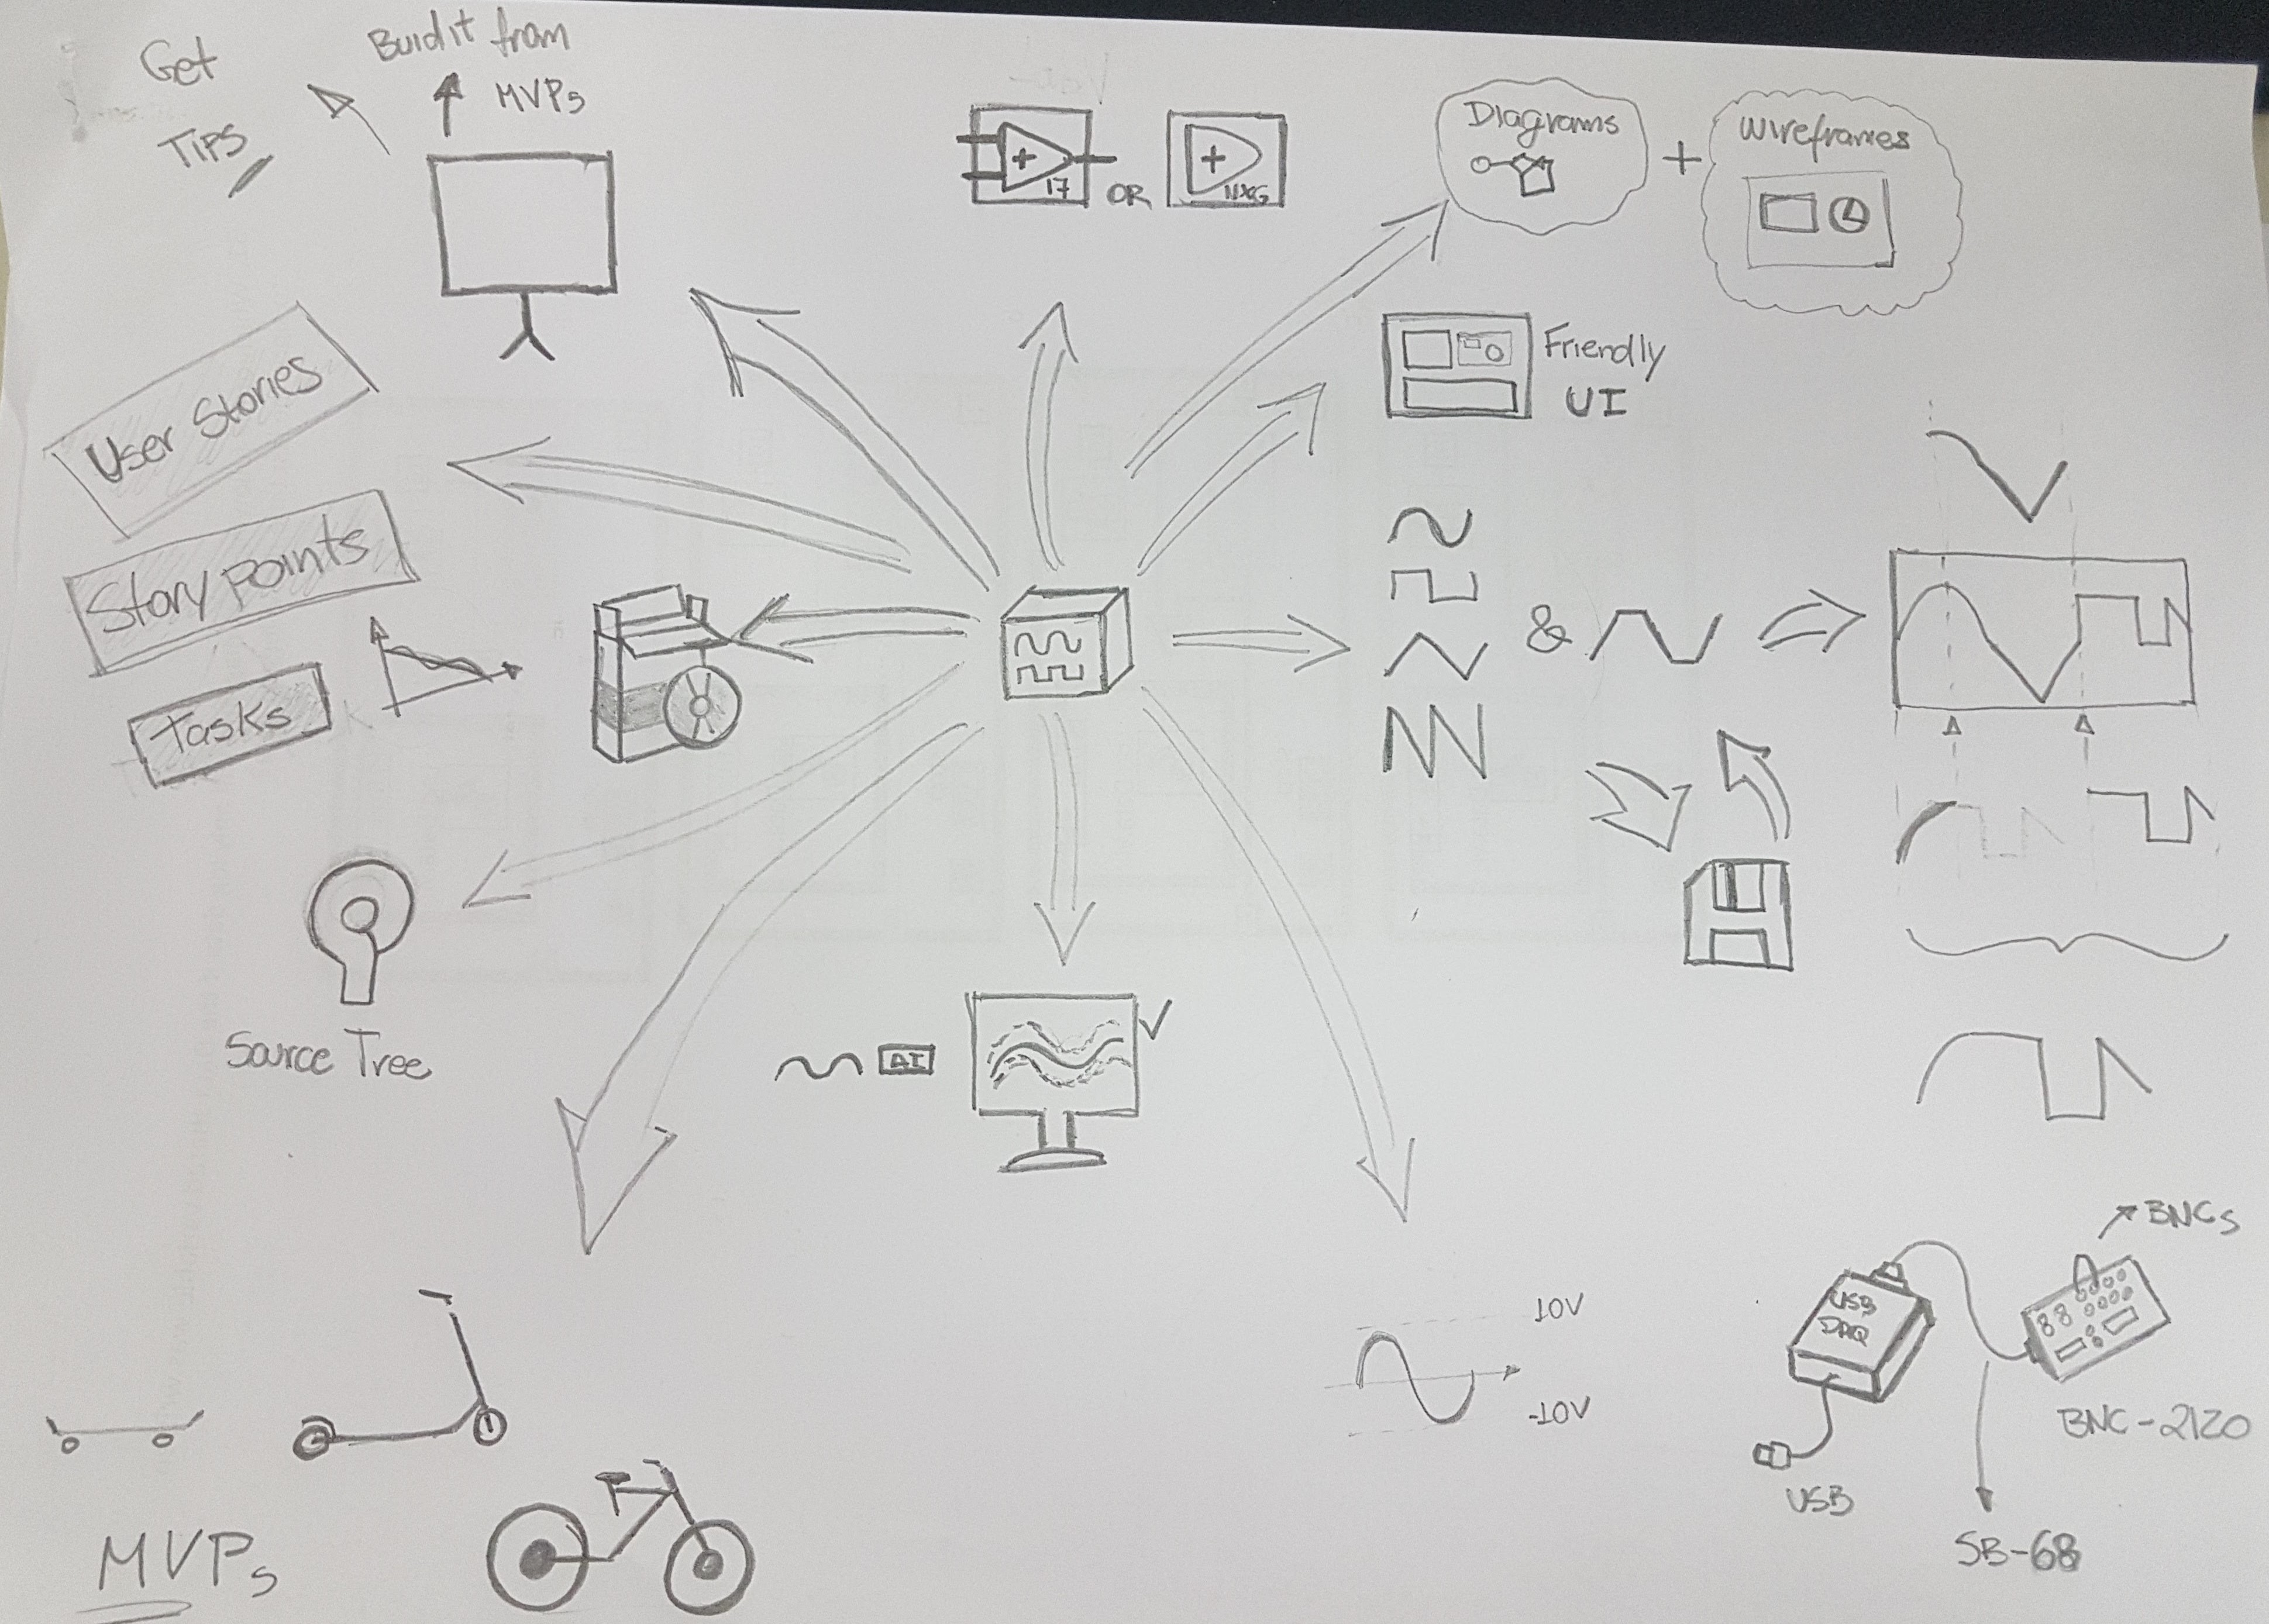 Get
TIPS
Buid it from
MVPs
17
OR
NXG
Diagrams
+
Wireframes
Friendly
UI
User Stories
Story points
Tasks
&
Source Tree
AI
10V
-10V
USB
DAQ
BNCs
BNC-2120
USB
SB-68
MVPs